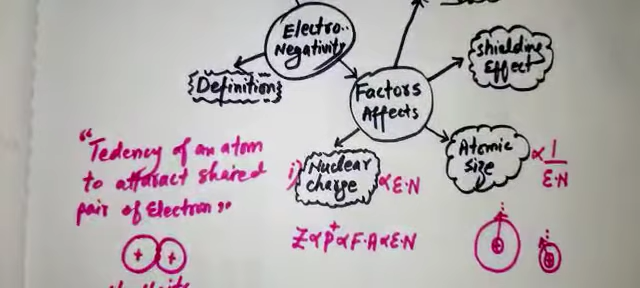 Electro..
Negativity
Definition
Factors
Affects
Shielding
Effect
"Tedency of an atom
to attaract shared
pair of Electron"
i) Nuclear
charge ∝ E.N
Z∝p⁺∝F.A∝E.N
Atomic
size ∝ 1/E.N
+ +